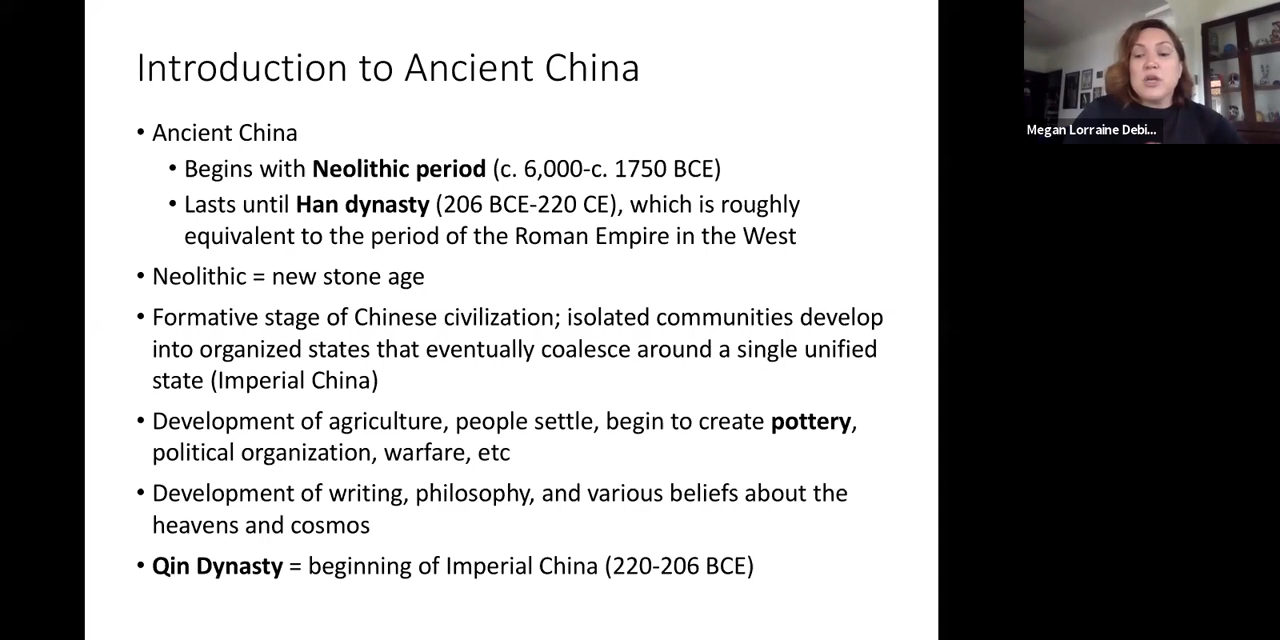 Introduction to Ancient China
• Ancient China
• Begins with Neolithic period (c. 6,000-c. 1750 BCE)
• Lasts until Han dynasty (206 BCE-220 CE), which is roughly
equivalent to the period of the Roman Empire in the West
• Neolithic = new stone age
• Formative stage of Chinese civilization; isolated communities develop
into organized states that eventually coalesce around a single unified
state (Imperial China)
• Development of agriculture, people settle, begin to create pottery,
political organization, warfare, etc
• Development of writing, philosophy, and various beliefs about the
heavens and cosmos
• Qin Dynasty = beginning of Imperial China (220-206 BCE)
Megan Lorraine Debi...